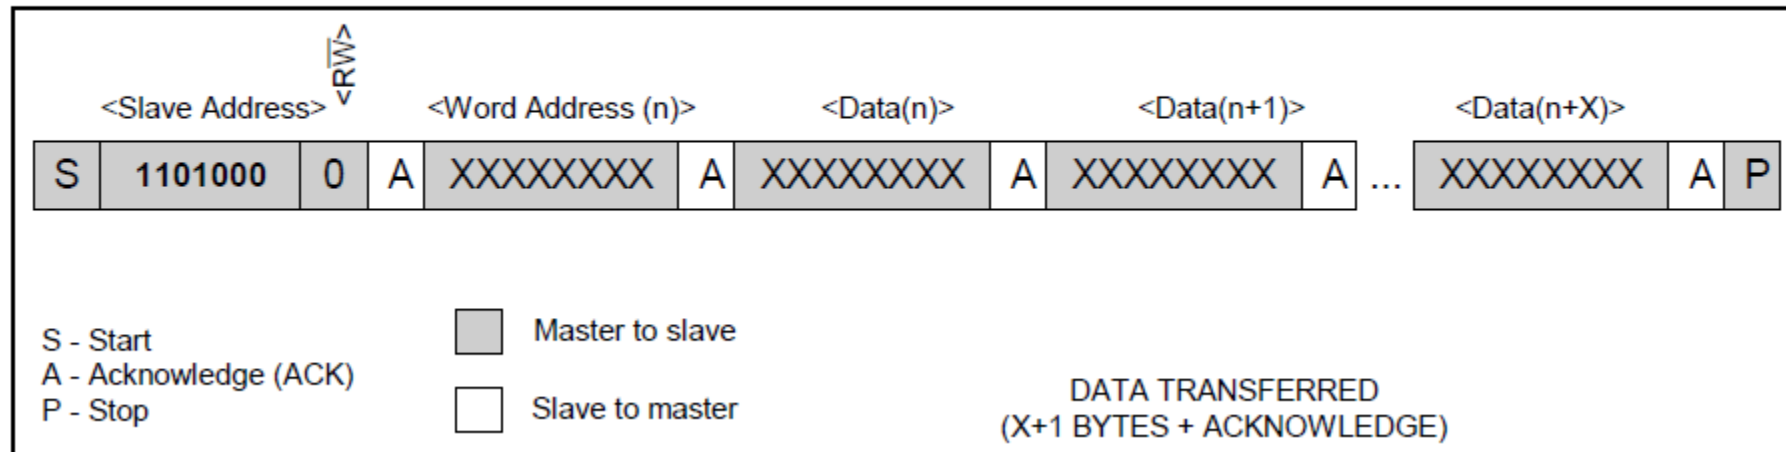 <RW>
<Slave Address> <Word Address (n)> <Data(n)> <Data(n+1)> <Data(n+X)>
S 1101000 0 A XXXXXXXX A XXXXXXXX A XXXXXXXX A ... XXXXXXXX A P
S - Start
A - Acknowledge (ACK)
P - Stop
Master to slave
Slave to master
DATA TRANSFERRED
(X+1 BYTES + ACKNOWLEDGE)